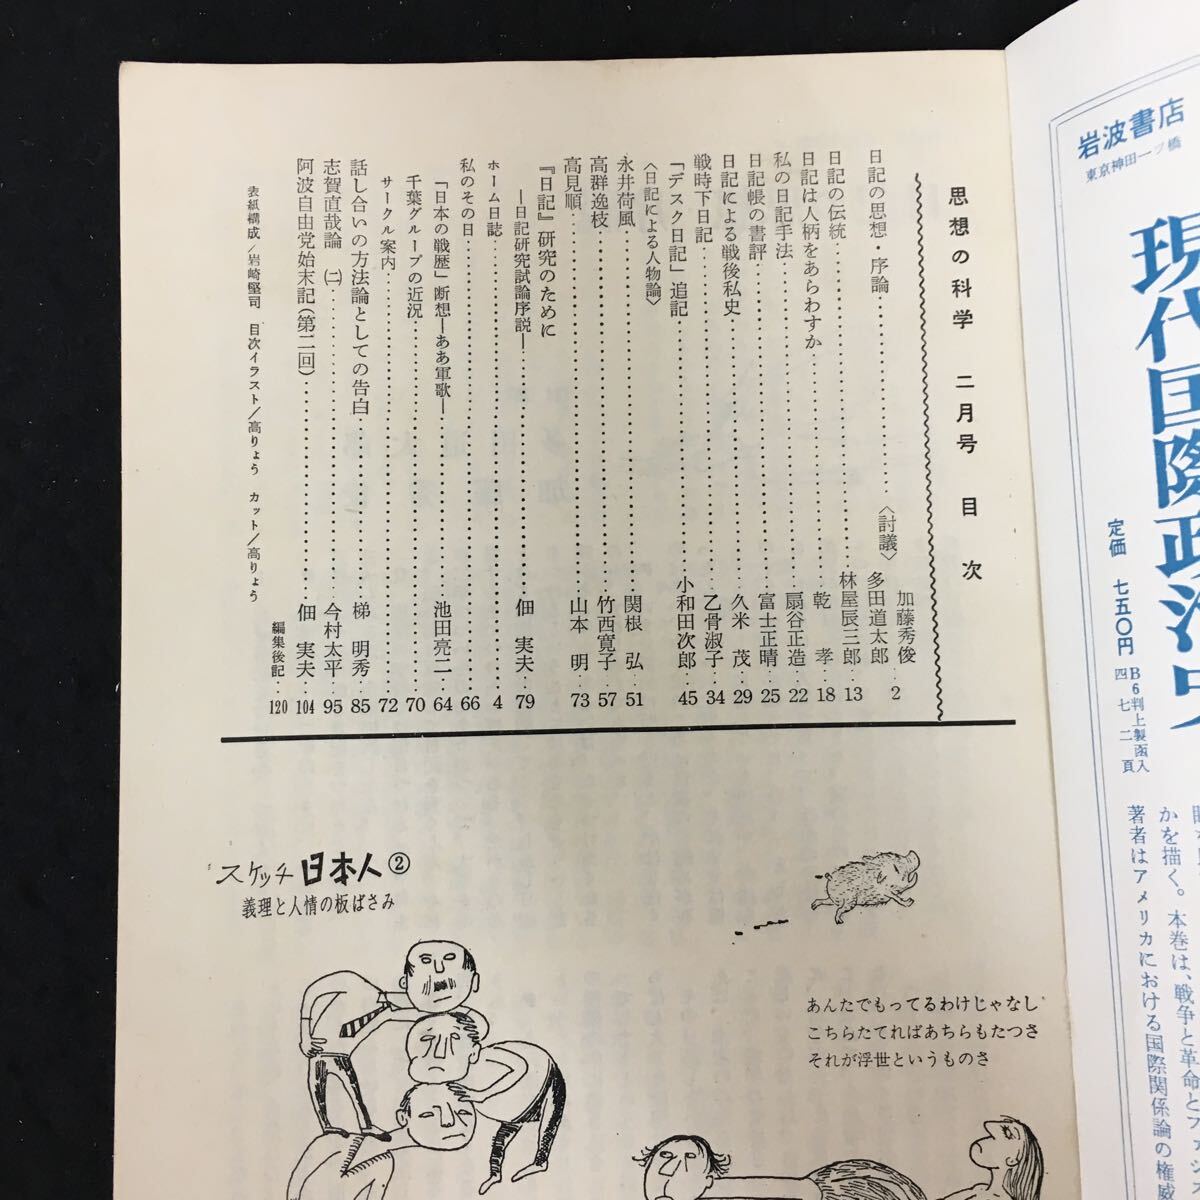 岩波書店
東京神田一ツ橋
現代国際政治史
定価 七五〇円
B6判上製函入
四七二頁
かを描く。本巻は、戦争と革命とファシズ
著者はアメリカにおける国際関係論の権威
思想の科学 二月号 目次
日記の思想・序論……〈討議〉加藤秀俊 多田道太郎 2
日記の伝統……林屋辰三郎…13
日記は人柄をあらわすか……乾 孝…18
私の日記手法……扇谷正造…22
日記帳の書評……富士正晴…25
日記による戦後私史……久米 茂…29
戦時下日記……乙骨淑子…34
「デスク日記」追記……小和田次郎…45
〈日記による人物論〉
永井荷風……関根 弘…51
高群逸枝……竹西寛子…57
高見順……山本 明…73
『日記』研究のために
―日記研究試論序説―……佃 実夫…79
ホーム日誌……4
私のその日……66
「日本の戦歴」断想―ああ軍歌―……池田亮二…64
千葉グループの近況……70
サークル案内……72
話し合いの方法論としての告白……梯 明秀…85
志賀直哉論(二)……今村太平…95
阿波自由党始末記(第二回)……佃 実夫…104
編集後記…120
表紙構成/岩崎堅司 目次イラスト/高りょう カット/高りょう
スケッチ日本人②
義理と人情の板ばさみ
あんたでもってるわけじゃなし
こちらたてればあちらもたつさ
それが浮世というものさ